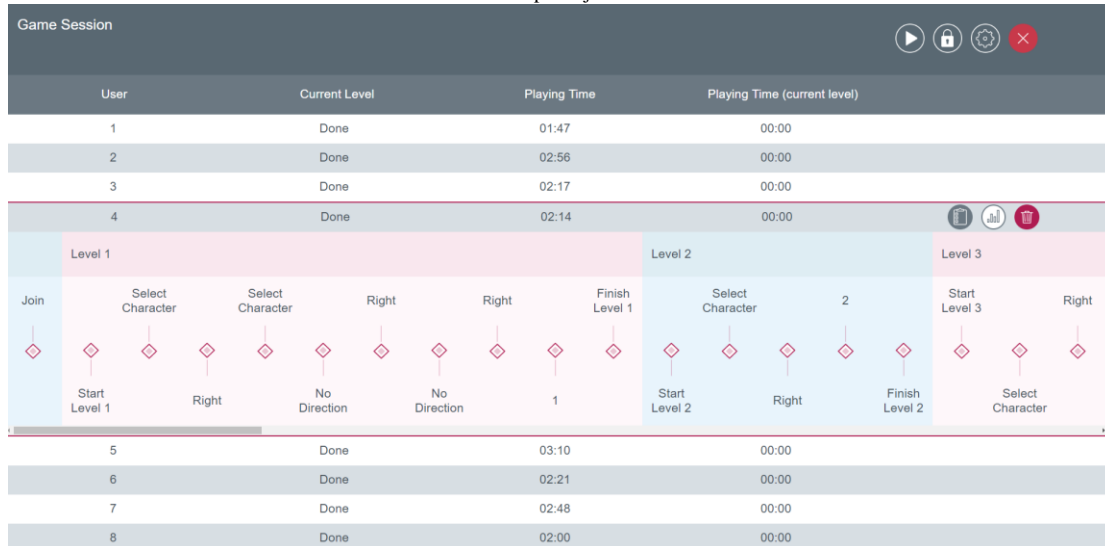 Game Session
User Current Level Playing Time Playing Time (current level)
1 Done 01:47 00:00
2 Done 02:56 00:00
3 Done 02:17 00:00
4 Done 02:14 00:00
Level 1 Level 2 Level 3
Join
Start
Level 1
Select
Character
Right
Select
Character
No
Direction
Right
No
Direction
Right
1
Finish
Level 1
Start
Level 2
Select
Character
Right
2
Finish
Level 2
Start
Level 3
Select
Character
Right
5 Done 03:10 00:00
6 Done 02:21 00:00
7 Done 02:48 00:00
8 Done 02:00 00:00